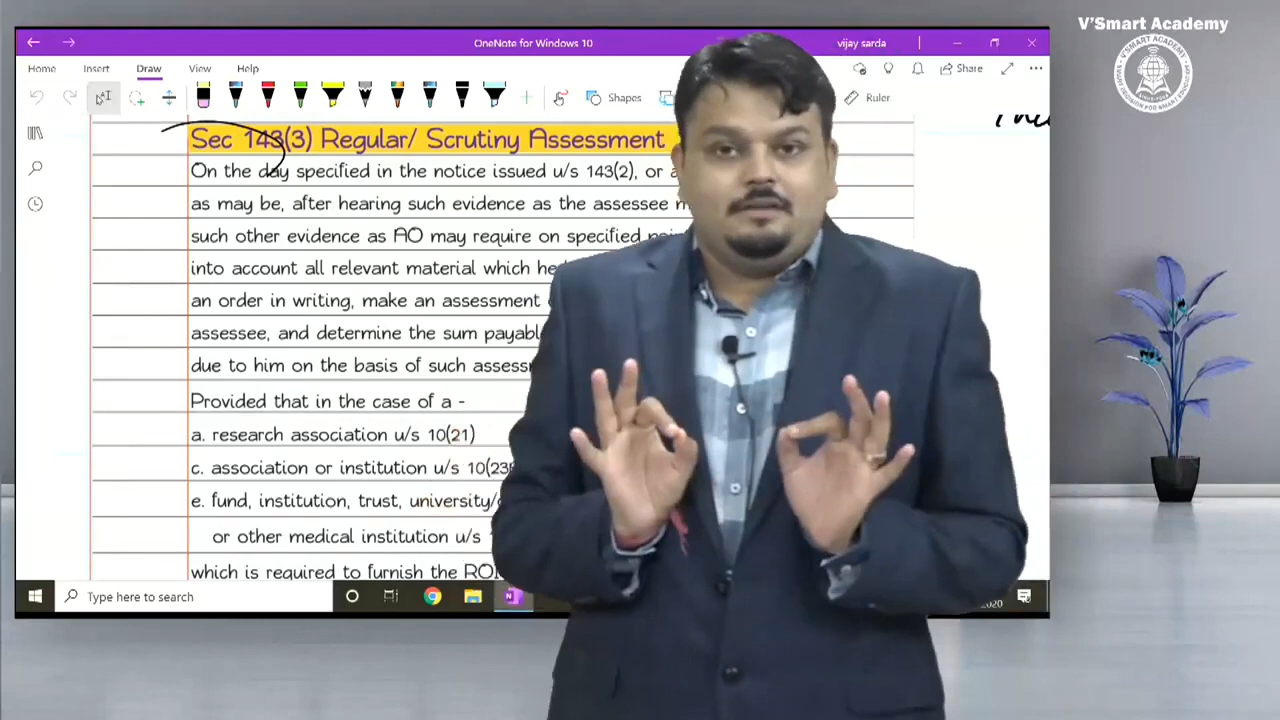 V'Smart Academy
OneNote for Windows 10
vijay sarda
Home Insert Draw View Help
Share
Shapes
Ruler
Sec 143(3) Regular/ Scrutiny Assessment
On the day specified in the notice issued u/s 143(2), or
as may be, after hearing such evidence as the assessee
such other evidence as AO may require on specified
into account all relevant material which he
an order in writing, make an assessment
assessee, and determine the sum
due to him on the basis of such
Provided that in the case of a -
a. research association u/s 10(21)
c. association or institution u/s
e. fund, institution, trust,
or other medical institution u/s
which is required to furnish the ROI
Type here to search
2020